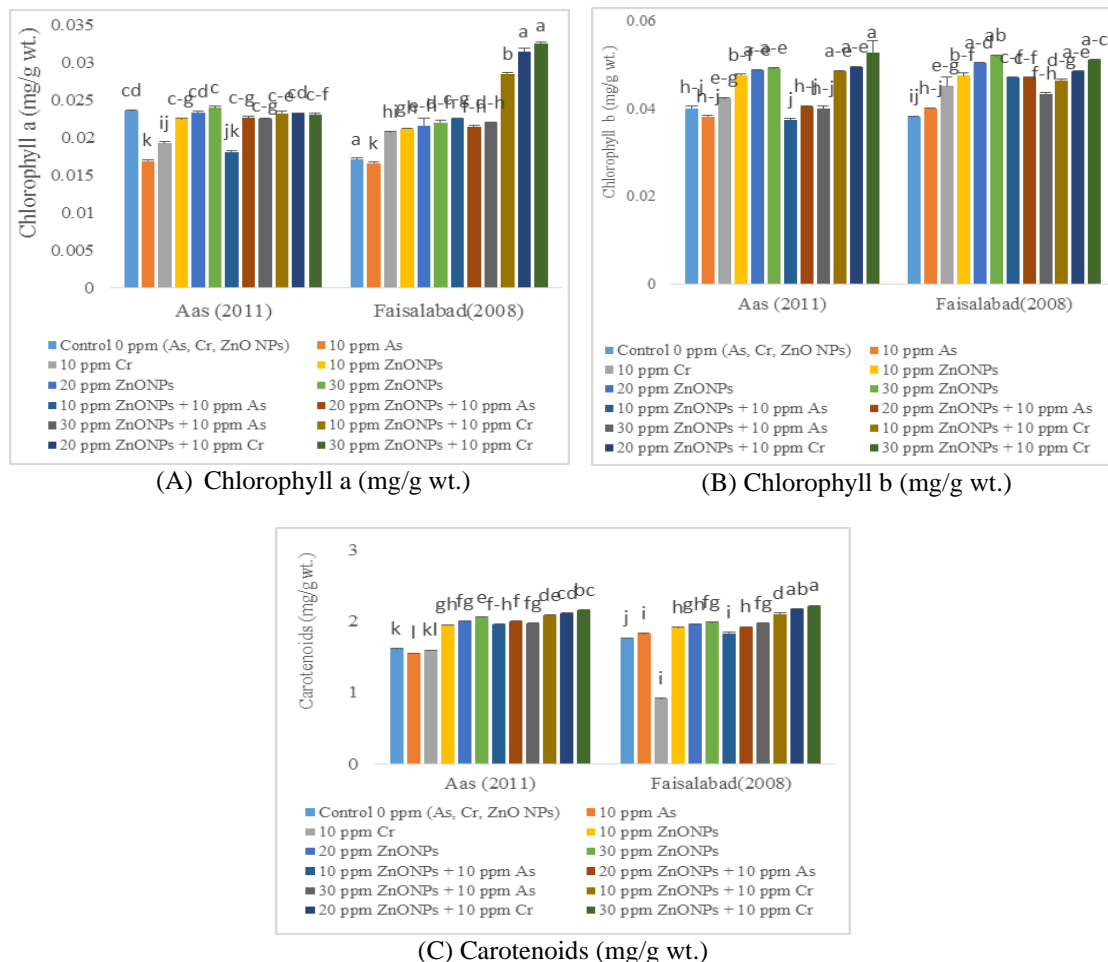 0.035
0.03
0.025
0.02
0.015
0.01
0.005
0
Chlorophyll a (mg/g wt.)
cd k ij c-g cd c jk c-g c-g c-e cd c-f
a k hi gh e-h d-h c-g f-h d-h b a a
Aas (2011) Faisalabad(2008)
Control 0 ppm (As, Cr, ZnO NPs) 10 ppm As
10 ppm Cr 10 ppm ZnONPs
20 ppm ZnONPs 30 ppm ZnONPs
10 ppm ZnONPs + 10 ppm As 20 ppm ZnONPs + 10 ppm As
30 ppm ZnONPs + 10 ppm As 10 ppm ZnONPs + 10 ppm Cr
20 ppm ZnONPs + 10 ppm Cr 30 ppm ZnONPs + 10 ppm Cr
(A) Chlorophyll a (mg/g wt.)
0.06
0.04
0.02
0
Chlorophyll b (mg/g wt.)
h-j h-j e-g b-f a-e a-e j h-j a-e a-e a
ij h-j e-g b-f a-d ab c-f c-f f-h d-g a-e a-c
Aas (2011) Faisalabad(2008)
Control 0 ppm (As, Cr, ZnO NPs) 10 ppm As
10 ppm Cr 10 ppm ZnONPs
20 ppm ZnONPs 30 ppm ZnONPs
10 ppm ZnONPs + 10 ppm As 20 ppm ZnONPs + 10 ppm As
30 ppm ZnONPs + 10 ppm As 10 ppm ZnONPs + 10 ppm Cr
20 ppm ZnONPs + 10 ppm Cr 30 ppm ZnONPs + 10 ppm Cr
(B) Chlorophyll b (mg/g wt.)
3
2
1
0
Carotenoids (mg/g wt.)
k l kl gh fg e f-h f fg de cd bc
j i i h gh fg i h fg d ab a
Aas (2011) Faisalabad(2008)
Control 0 ppm (As, Cr, ZnO NPs) 10 ppm As
10 ppm Cr 10 ppm ZnONPs
20 ppm ZnONPs 30 ppm ZnONPs
10 ppm ZnONPs + 10 ppm As 20 ppm ZnONPs + 10 ppm As
30 ppm ZnONPs + 10 ppm As 10 ppm ZnONPs + 10 ppm Cr
20 ppm ZnONPs + 10 ppm Cr 30 ppm ZnONPs + 10 ppm Cr
(C) Carotenoids (mg/g wt.)